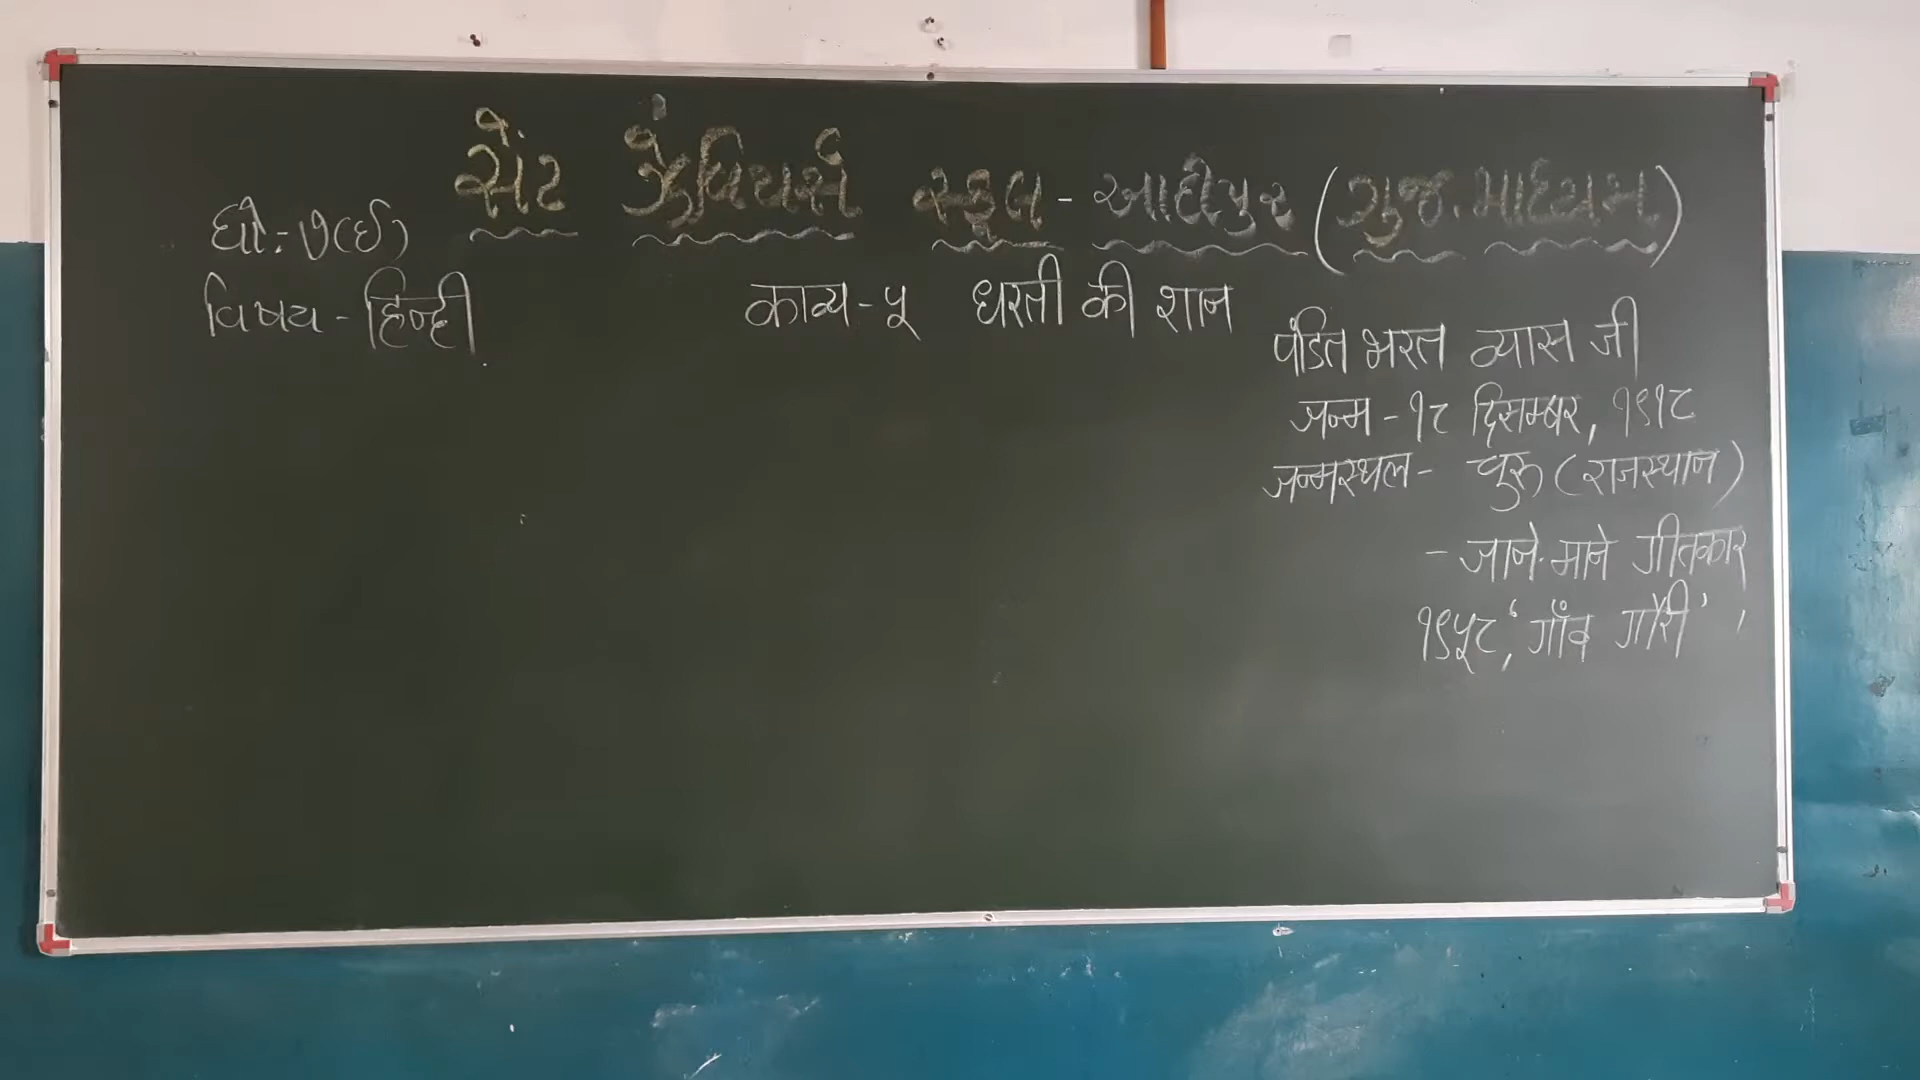 સેંટ ઝેવિયર્સ સ્કૂલ - આદીપુર (ગુજ. માધ્યમ)
ધો:- ૭(ઈ)
विषय - हिन्दी
काव्य - ५ धरती की शान
पंडित भरत व्यास जी
जन्म - १८ दिसम्बर, १९१८
जन्मस्थल - चुरू (राजस्थान)
- जाने-माने गीतकार
१९५८, 'गाँव गौरी',